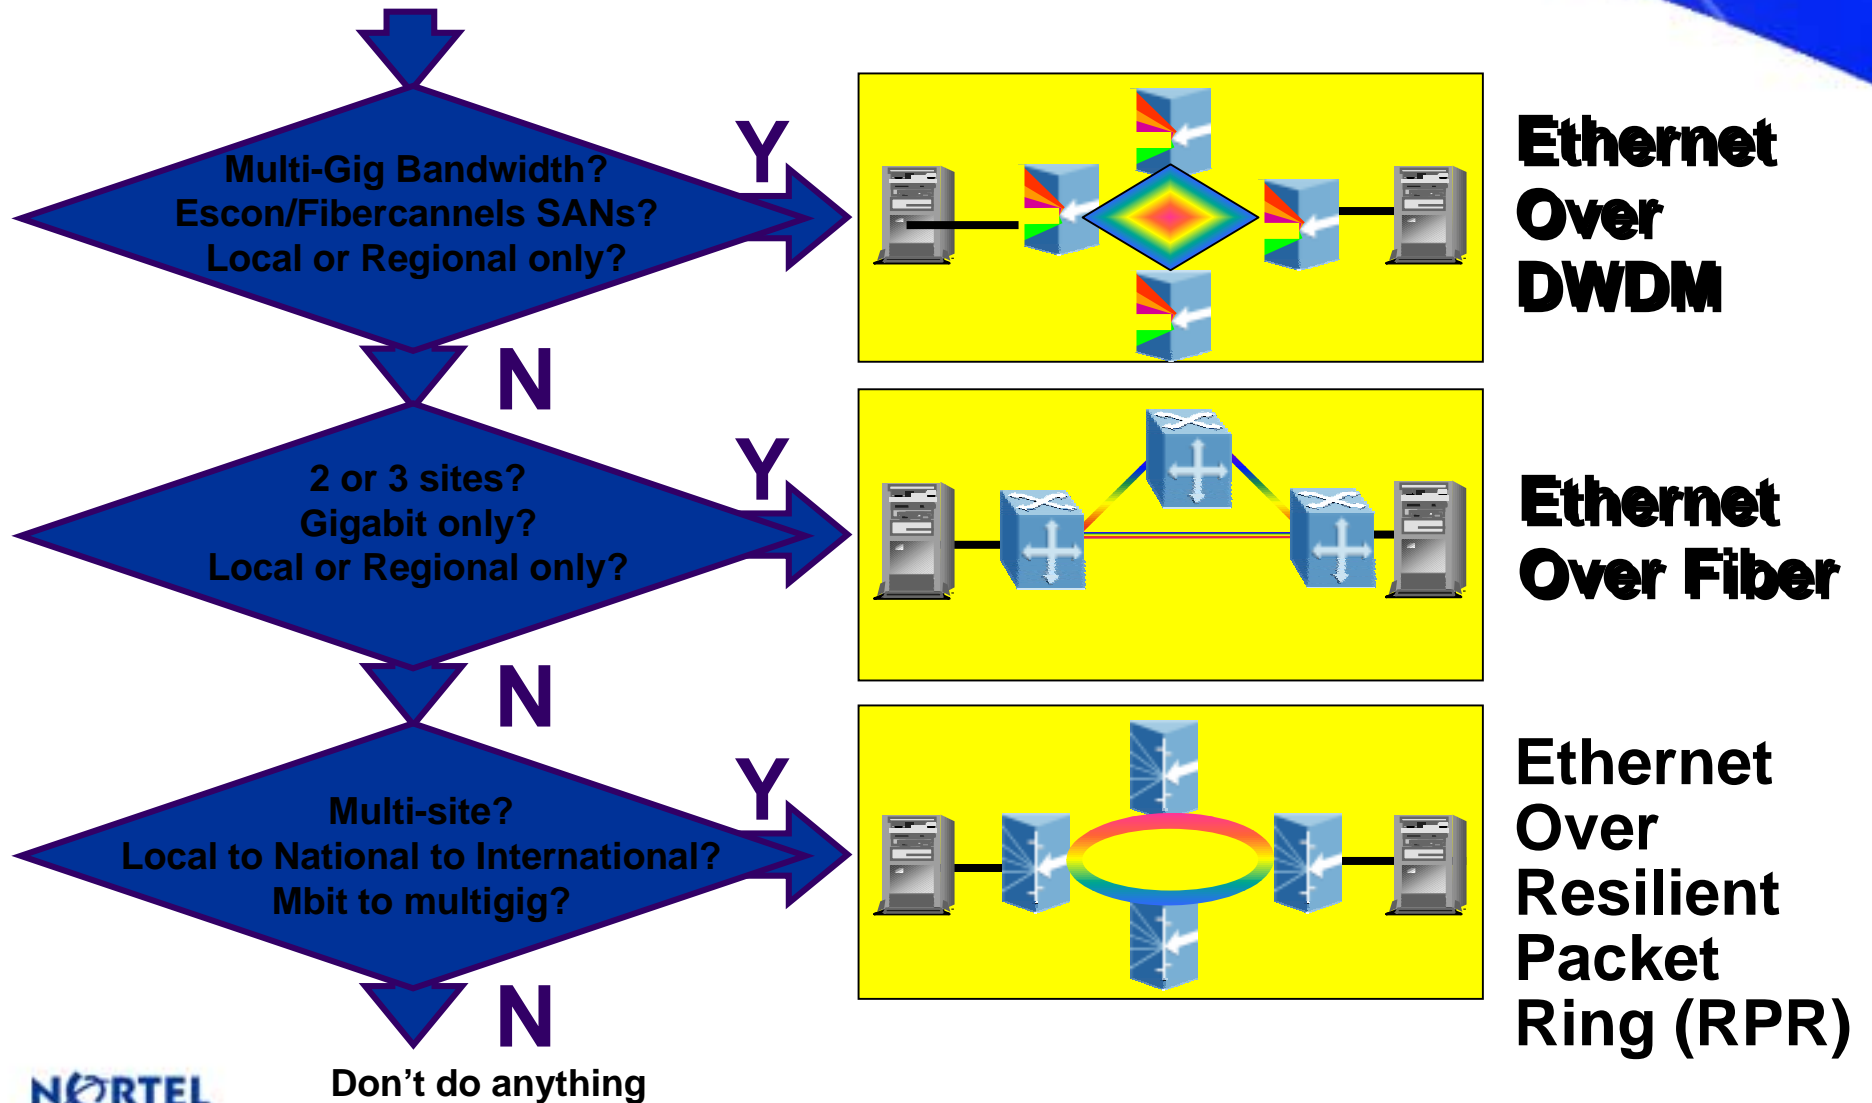 Multi-Gig Bandwidth?
Escon/Fibercannels SANs?
Local or Regional only?
Y
Ethernet
Over
DWDM
N
2 or 3 sites?
Gigabit only?
Local or Regional only?
Y
Ethernet
Over Fiber
N
Multi-site?
Local to National to International?
Mbit to multigig?
Y
Ethernet
Over
Resilient
Packet
Ring (RPR)
N
Don’t do anything
NORTEL